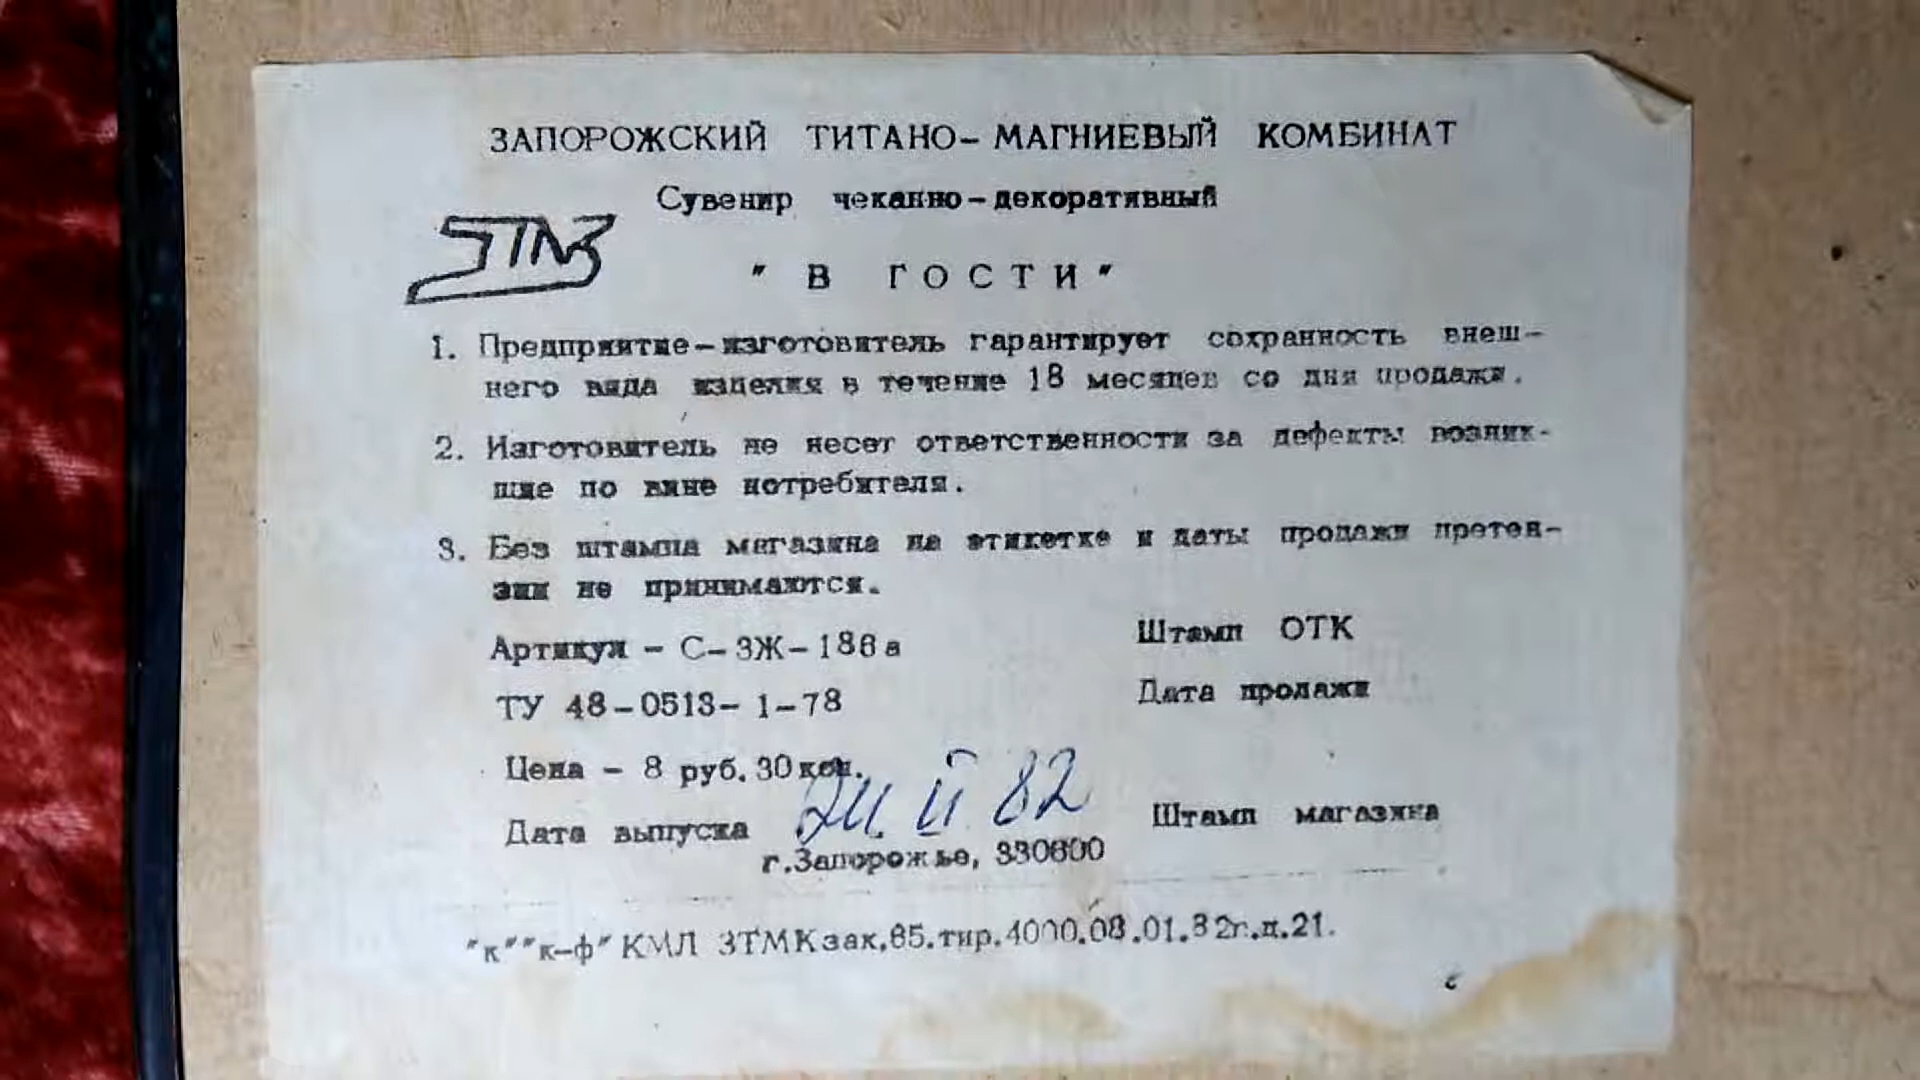 ЗАПОРОЖСКИЙ ТИТАНО-МАГНИЕВЫЙ КОМБИНАТ
Сувенир чеканно-декоративный
"В ГОСТИ"
1. Предприятие-изготовитель гарантирует сохранность внеш-
него вида изделия в течение 18 месяцев со дня продажи.
2. Изготовитель не несет ответственности за дефекты возник-
шие по вине потребителя.
3. Без штампа магазина на этикетке и даты продажи претен-
зии не принимаются.
Артикул - С-ЗЖ-186а
Штамп ОТК
ТУ 48-0513-1-78
Дата продажи
Цена - 8 руб. 30 коп.
Дата выпуска
82
Штамп магазина
г.Запорожье, 330600
"к""к-ф" КМЛ ЗТМК зак.65.тир.4000.08.01.82г.д.21.